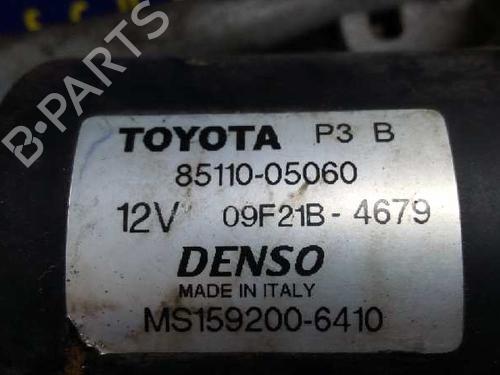 TOYOTA P3 B
85110-05060
12V 09F21B-4679
DENSO
MADE IN ITALY
MS159200-6410
B-PARTS